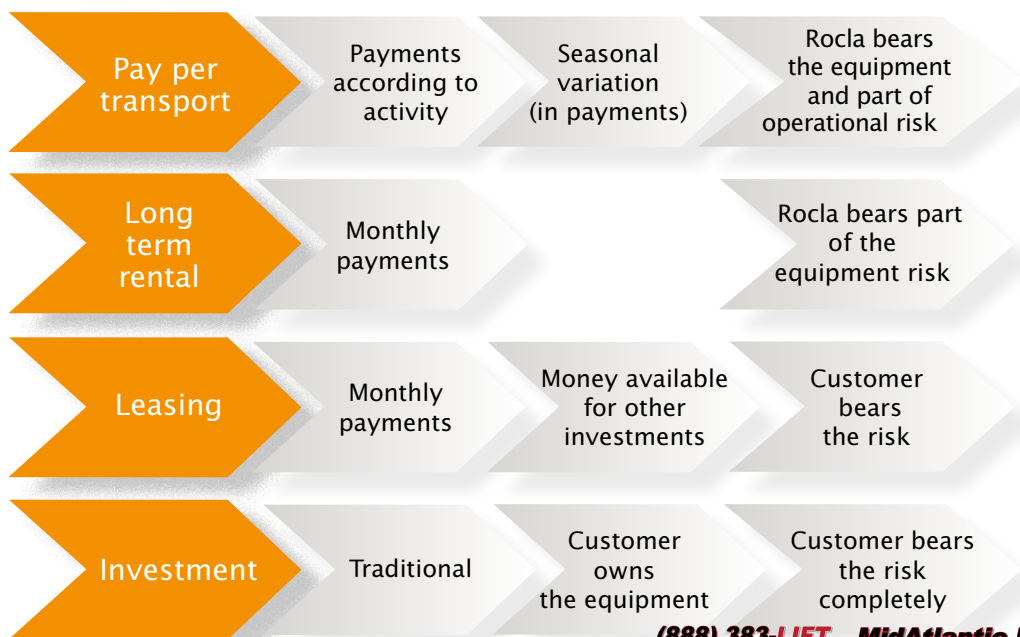 Pay per
transport
Payments
according to
activity
Seasonal
variation
(in payments)
Rocla bears
the equipment
and part of
operational risk
Long
term
rental
Monthly
payments
Rocla bears part
of the
equipment risk
Leasing
Monthly
payments
Money available
for other
investments
Customer
bears
the risk
Investment
Traditional
Customer
owns
the equipment
Customer bears
the risk
completely
(888) 383-LIFT MidAtlantic